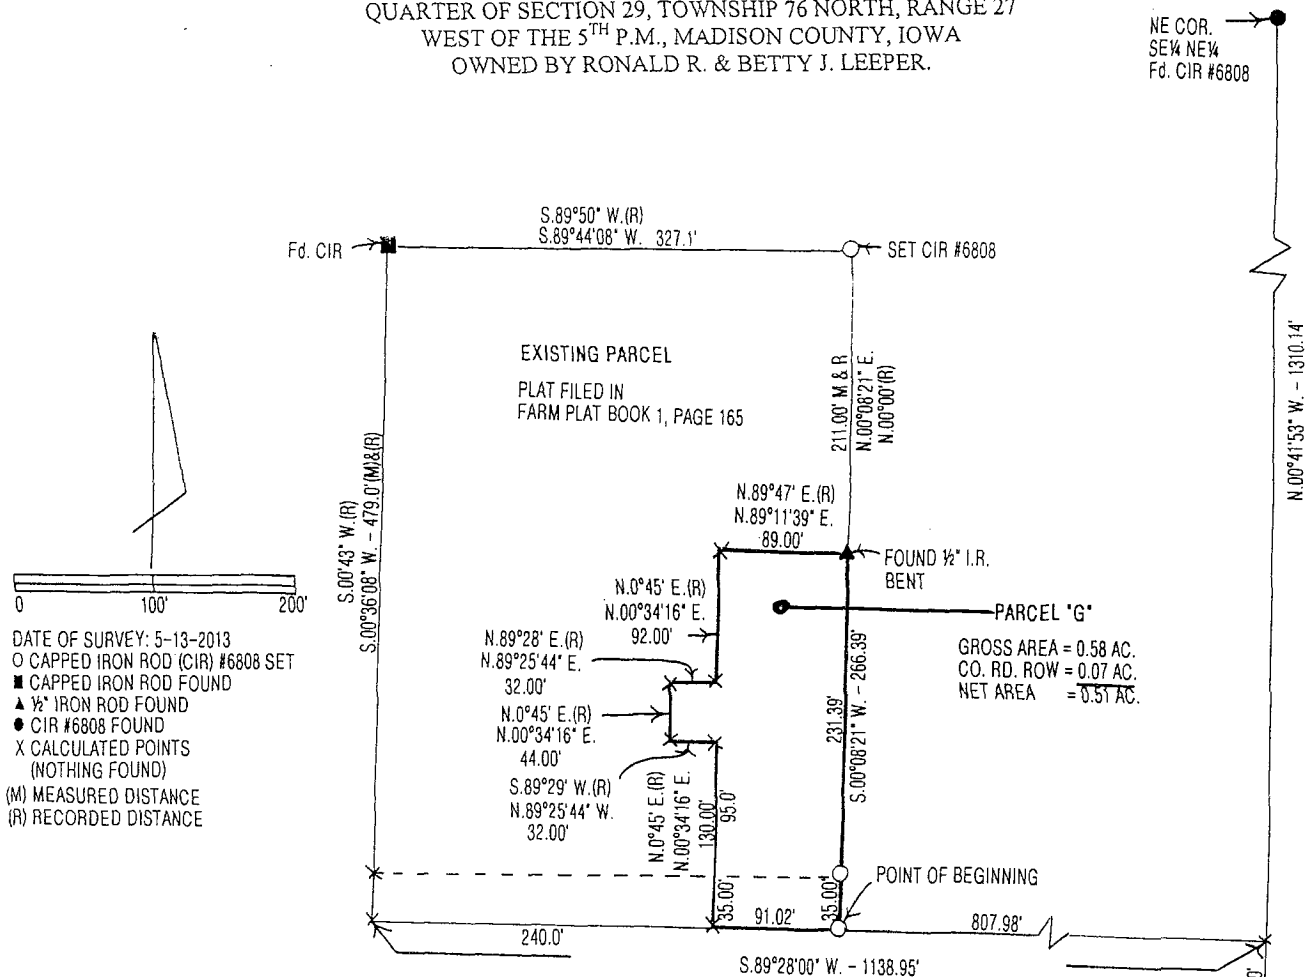 QUARTER OF SECTION 29, TOWNSHIP 76 NORTH, RANGE 27
WEST OF THE 5TH P.M., MADISON COUNTY, IOWA
OWNED BY RONALD R. & BETTY J. LEEPER.
NE COR.
SE¼ NE¼
Fd. CIR #6808
S.89°50" W.(R)
S.89°44'08" W. 327.1'
Fd. CIR
SET CIR #6808
EXISTING PARCEL
PLAT FILED IN
FARM PLAT BOOK 1, PAGE 165
211.00' M & R
N.00°08'21" E.
N.00°00'(R)
N.00°41'53" W. - 1310.14'
S.00°43" W.(R)
S.00°36'08" W. - 479.0'(M)&(R)
N.89°47' E.(R)
N.89°11'39" E.
89.00'
FOUND ½" I.R.
BENT
N.0°45' E.(R)
N.00°34'16" E.
92.00'
PARCEL "G"
GROSS AREA = 0.58 AC.
CO. RD. ROW = 0.07 AC.
NET AREA = 0.51 AC.
0 100' 200'
DATE OF SURVEY: 5-13-2013
O CAPPED IRON ROD (CIR) #6808 SET
■ CAPPED IRON ROD FOUND
▲ ½" IRON ROD FOUND
● CIR #6808 FOUND
X CALCULATED POINTS
(NOTHING FOUND)
(M) MEASURED DISTANCE
(R) RECORDED DISTANCE
N.89°28' E.(R)
N.89°25'44" E.
32.00'
N.0°45' E.(R)
N.00°34'16" E.
44.00'
S.89°29' W.(R)
N.89°25'44" W.
32.00'
231.39'
S.00°08'21" W. - 266.39'
N.0°45' E.(R)
N.00°34'16" E.
130.00'
95.0'
35.00'
35.00'
POINT OF BEGINNING
91.02'
807.98'
240.0'
S.89°28'00" W. - 1138.95'